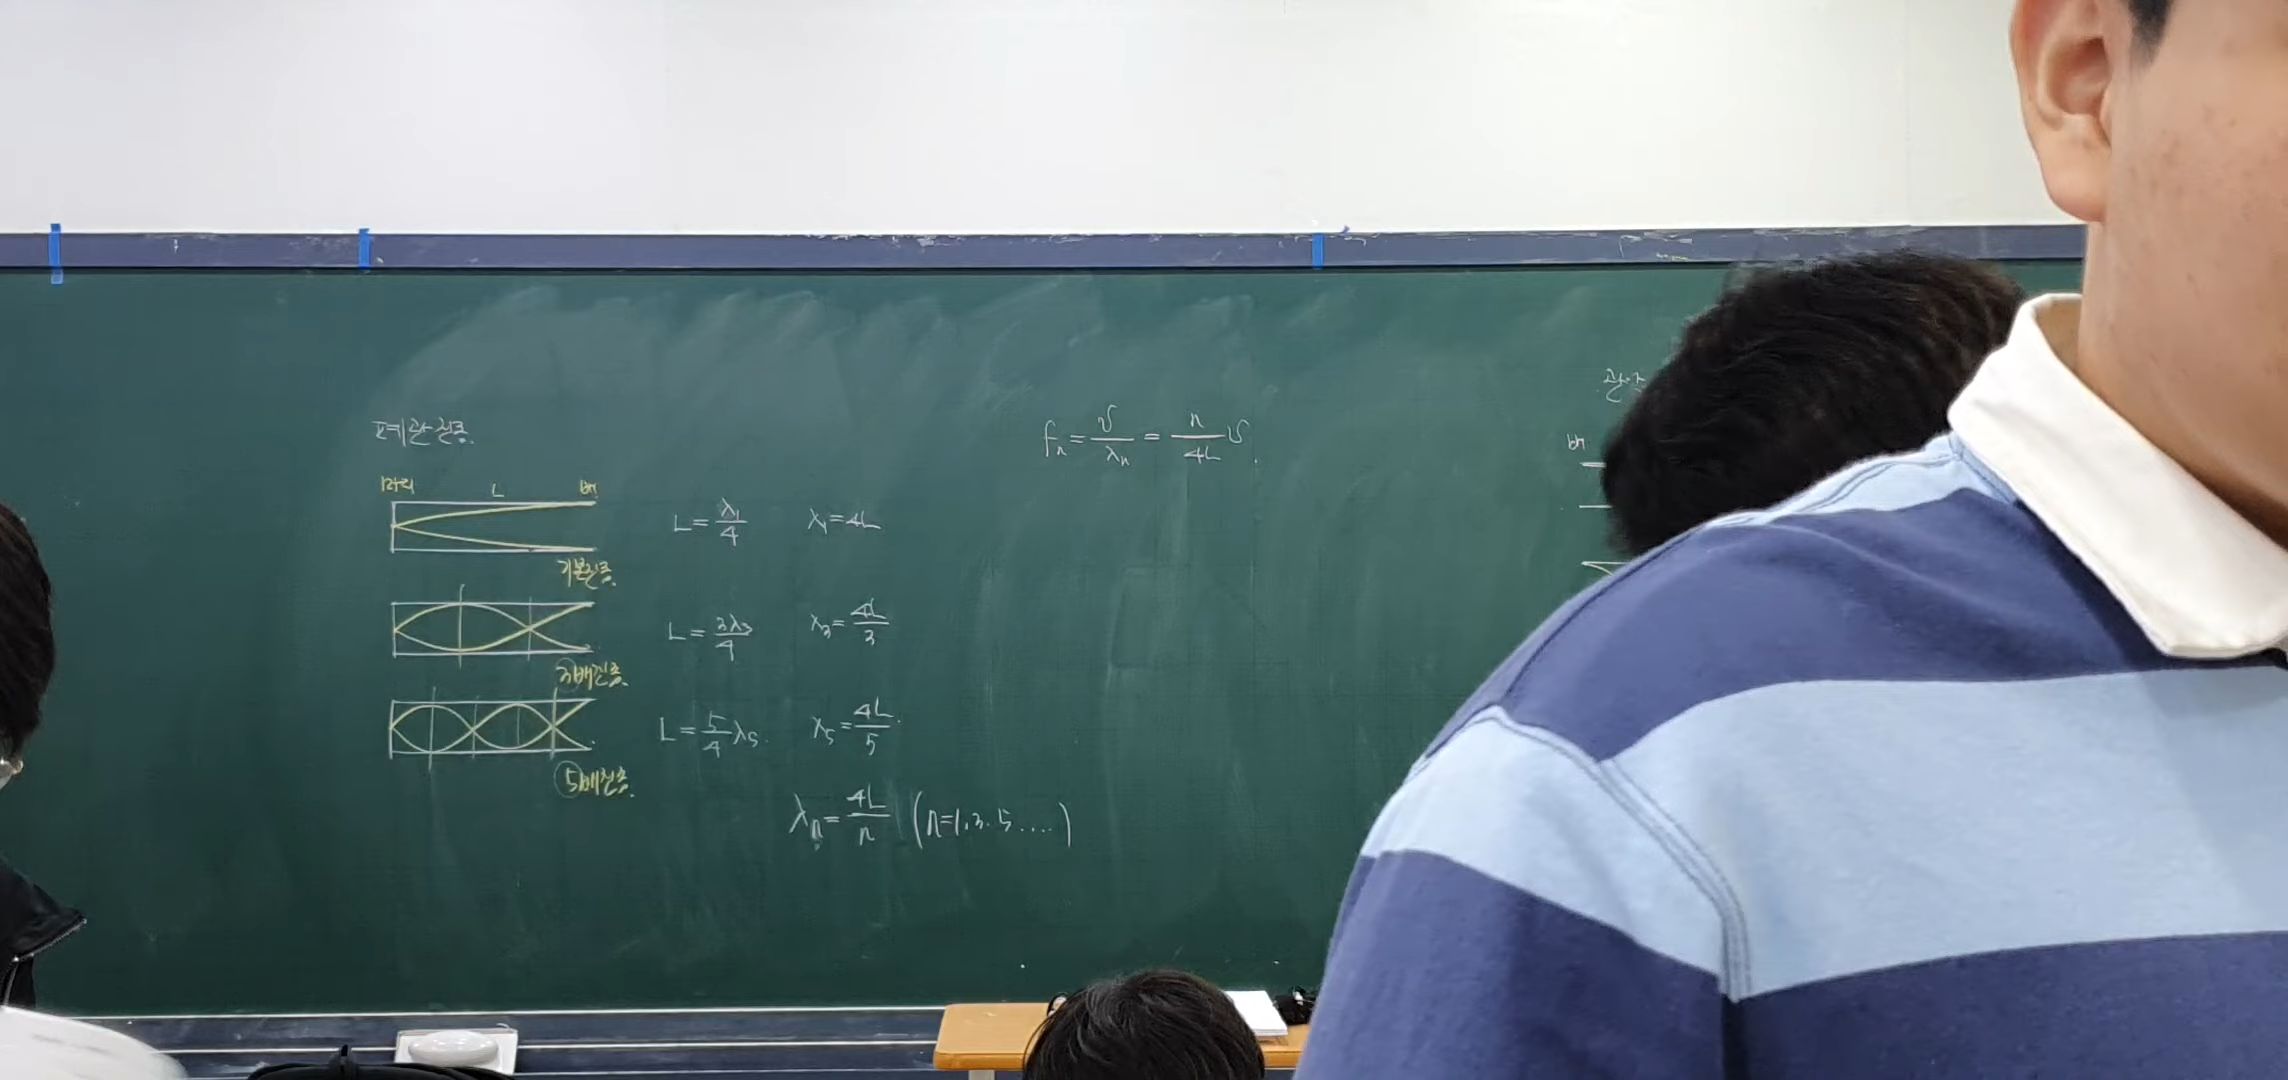 폐관진동.
마디 L 배
L = λ₁/4 λ₁ = 4L
기본진동.
L = 3λ₃/4 λ₃ = 4L/3
③배진동.
L = 5/4 λ₅. λ₅ = 4L/5.
⑤배진동.
λₙ = 4L/n (n=1.3.5....)
fₙ = v/λₙ = n/4L v.
배